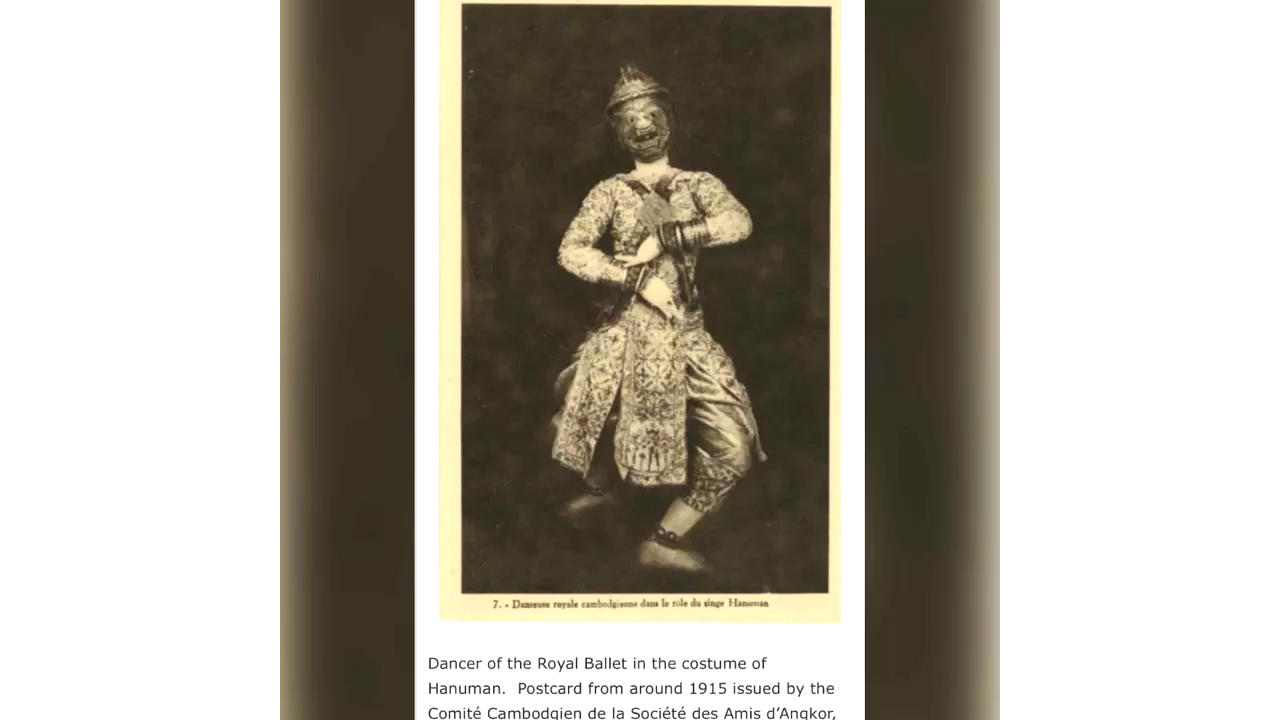 7. - Danseuse royale cambodgienne dans le rôle du singe Hanuman
Dancer of the Royal Ballet in the costume of
Hanuman.  Postcard from around 1915 issued by the
Comité Cambodgien de la Société des Amis d’Angkor,